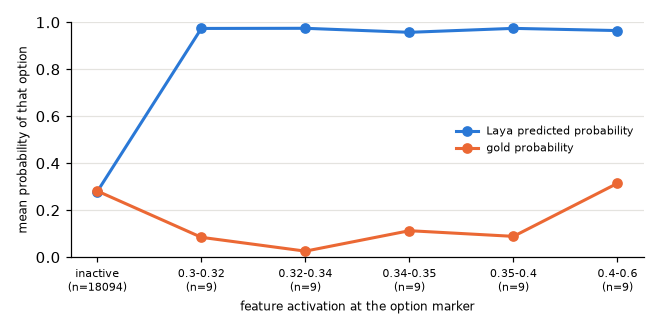 1.0
0.8
0.6
0.4
0.2
0.0
mean probability of that option
Laya predicted probability
gold probability
inactive
(n=18094)
0.3-0.32
(n=9)
0.32-0.34
(n=9)
0.34-0.35
(n=9)
0.35-0.4
(n=9)
0.4-0.6
(n=9)
feature activation at the option marker